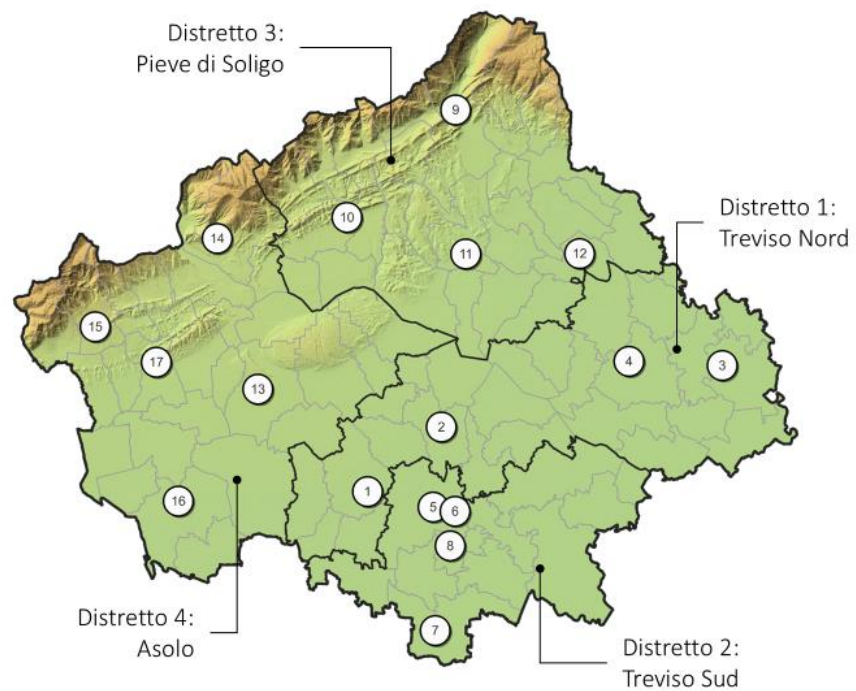 Distretto 3:
Pieve di Soligo
9
10
14
Distretto 1:
Treviso Nord
11
12
15
17
4
3
13
2
16
1
5
6
8
Distretto 4:
Asolo
7
Distretto 2:
Treviso Sud